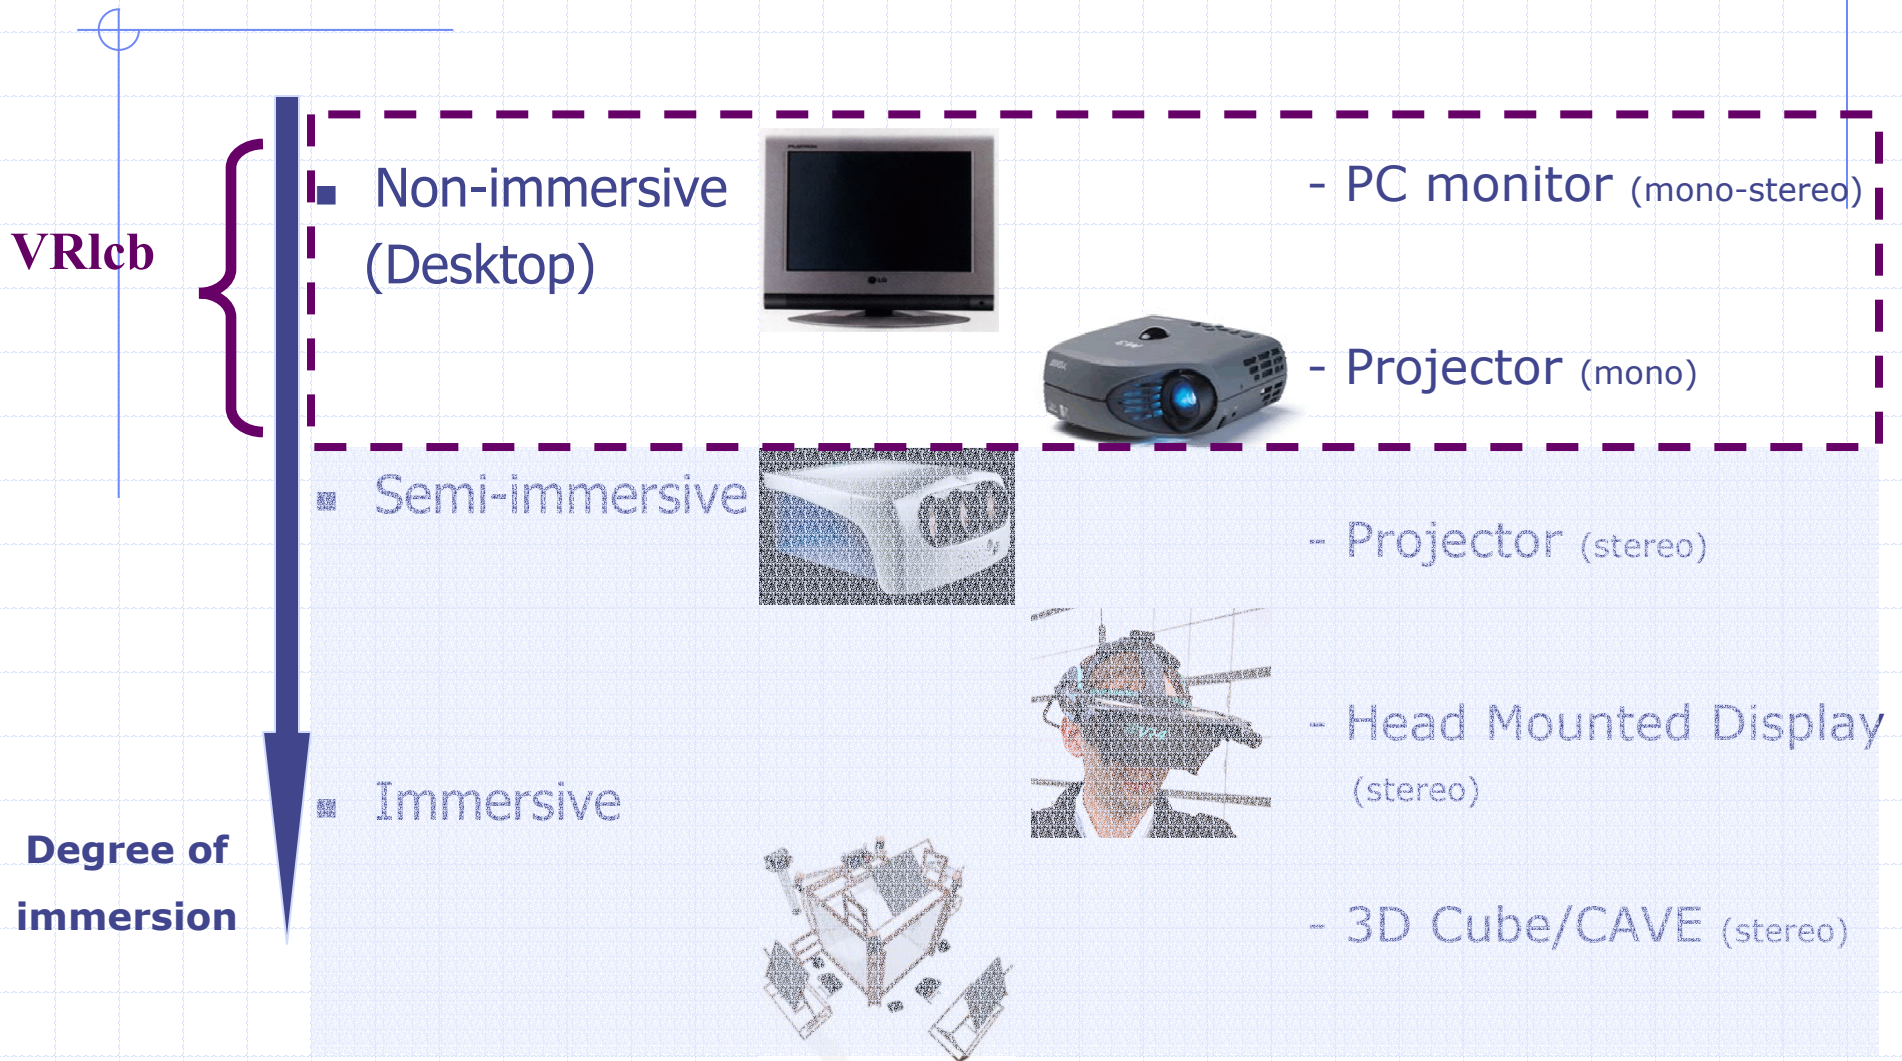 VRlcb
Non-immersive
(Desktop)
- PC monitor (mono-stereo)
- Projector (mono)
Semi-immersive
- Projector (stereo)
Immersive
- Head Mounted Display
(stereo)
- 3D Cube/CAVE (stereo)
Degree of
immersion
LG